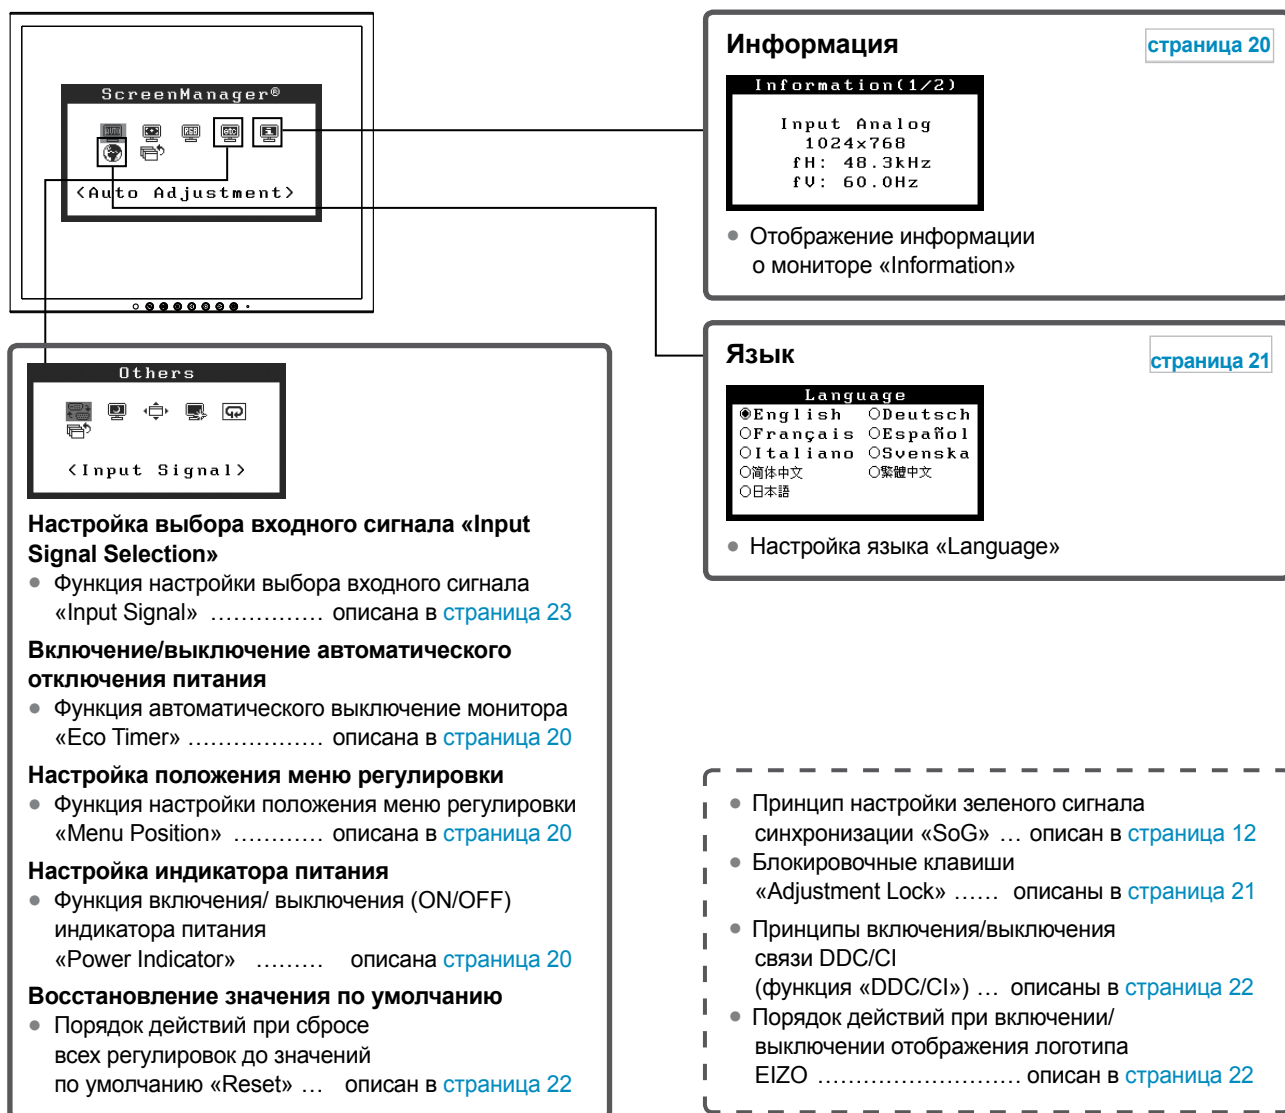 ScreenManager®
<Auto Adjustment>
Others
<Input Signal>
Настройка выбора входного сигнала «Input
Signal Selection»
• Функция настройки выбора входного сигнала
«Input Signal» …………… описана в страница 23
Включение/выключение автоматического
отключения питания
• Функция автоматического выключение монитора
«Eco Timer» ……………… описана в страница 20
Настройка положения меню регулировки
• Функция настройки положения меню регулировки
«Menu Position» ………… описана в страница 20
Настройка индикатора питания
• Функция включения/ выключения (ON/OFF)
индикатора питания
«Power Indicator» ……… описана страница 20
Восстановление значения по умолчанию
• Порядок действий при сбросе
всех регулировок до значений
по умолчанию «Reset» … описан в страница 22
Информация
страница 20
Information(1/2)
Input Analog
1024×768
fH: 48.3kHz
fV: 60.0Hz
• Отображение информации
о мониторе «Information»
Язык
страница 21
Language
English Deutsch
Français Español
Italiano Svenska
简体中文 繁體中文
日本語
• Настройка языка «Language»
• Принцип настройки зеленого сигнала
синхронизации «SoG» … описан в страница 12
• Блокировочные клавиши
«Adjustment Lock» …… описаны в страница 21
• Принципы включения/выключения
связи DDC/CI
(функция «DDC/CI») … описаны в страница 22
• Порядок действий при включении/
выключении отображения логотипа
EIZO ……………………… описан в страница 22